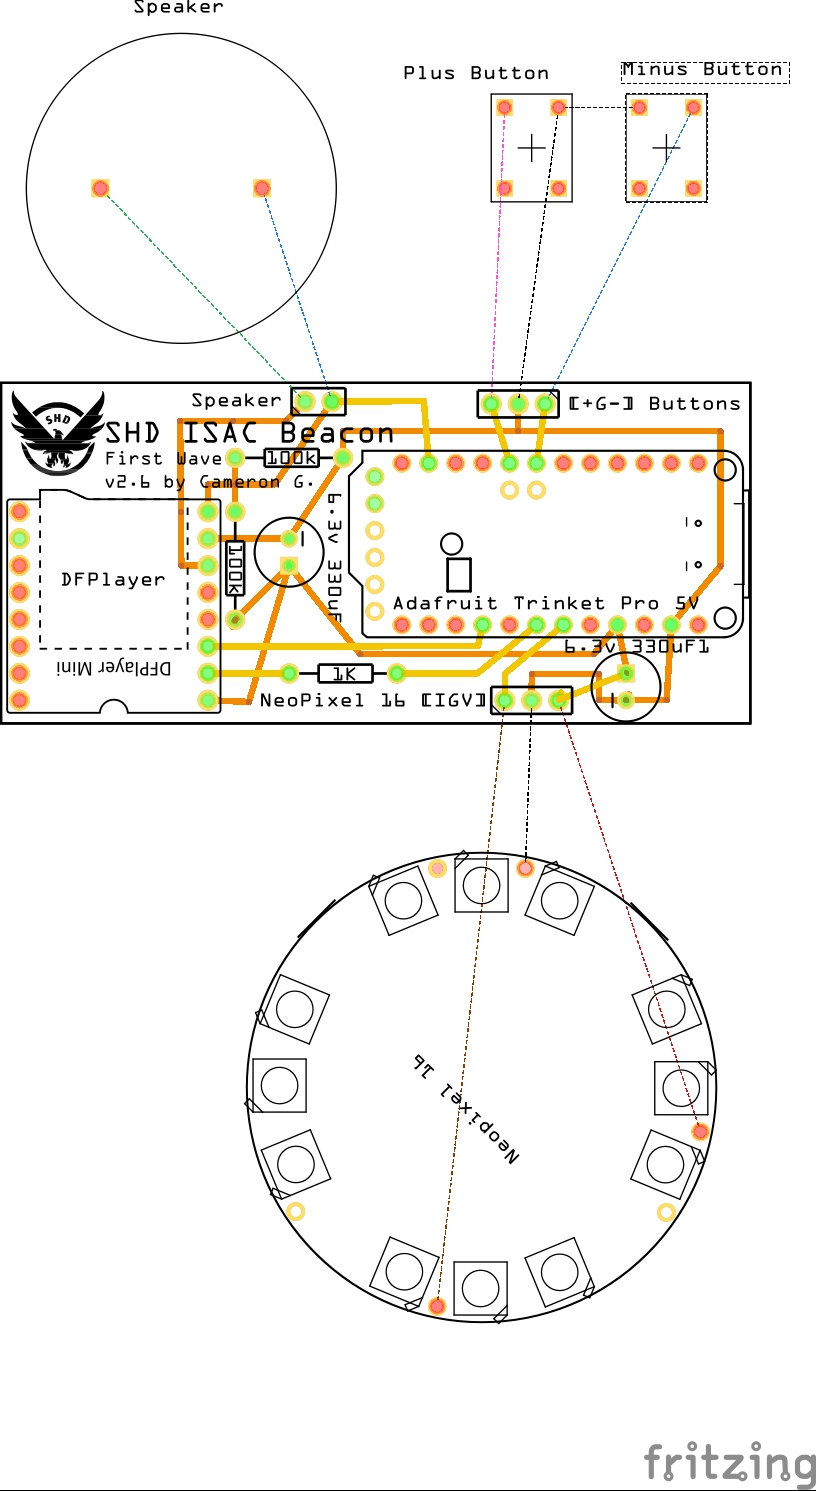 Speaker
Plus Button
Minus Button
Speaker
[+G-] Buttons
SHD
SHD ISAC Beacon
First Wave
100k
v2.6 by Cameron G.
6.3v 330uF
100k
DFPlayer
Adafruit Trinket Pro 5V
6.3v 330uF1
DFPlayer Mini
1K
NeoPixel 16 [IGV]
Neopixel 16
fritzing